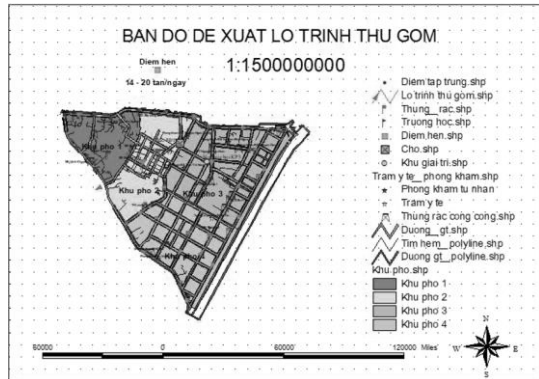 BAN DO DE XUAT LO TRINH THU GOM
Diem hen
1:1500000000
14 - 20 tan/ngay
Khu pho 1
Khu pho 2
Khu pho 3
Diem tap trung.shp
Lo trinh thu gom.shp
Thung_rac.shp
Truong hoc.shp
Diem hen.shp
Cho.shp
Khu giai tri.shp
Tram y te_phong kham.shp
Phong kham tu nhan
Tram y te
Thung rac cong cong.shp
Duong_gt.shp
Tim hem_polyline.shp
Duong gt_polyline.shp
Khu pho.shp
Khu pho 1
Khu pho 2
Khu pho 3
Khu pho 4
60000 0 60000 120000 Miles
N
W E
S